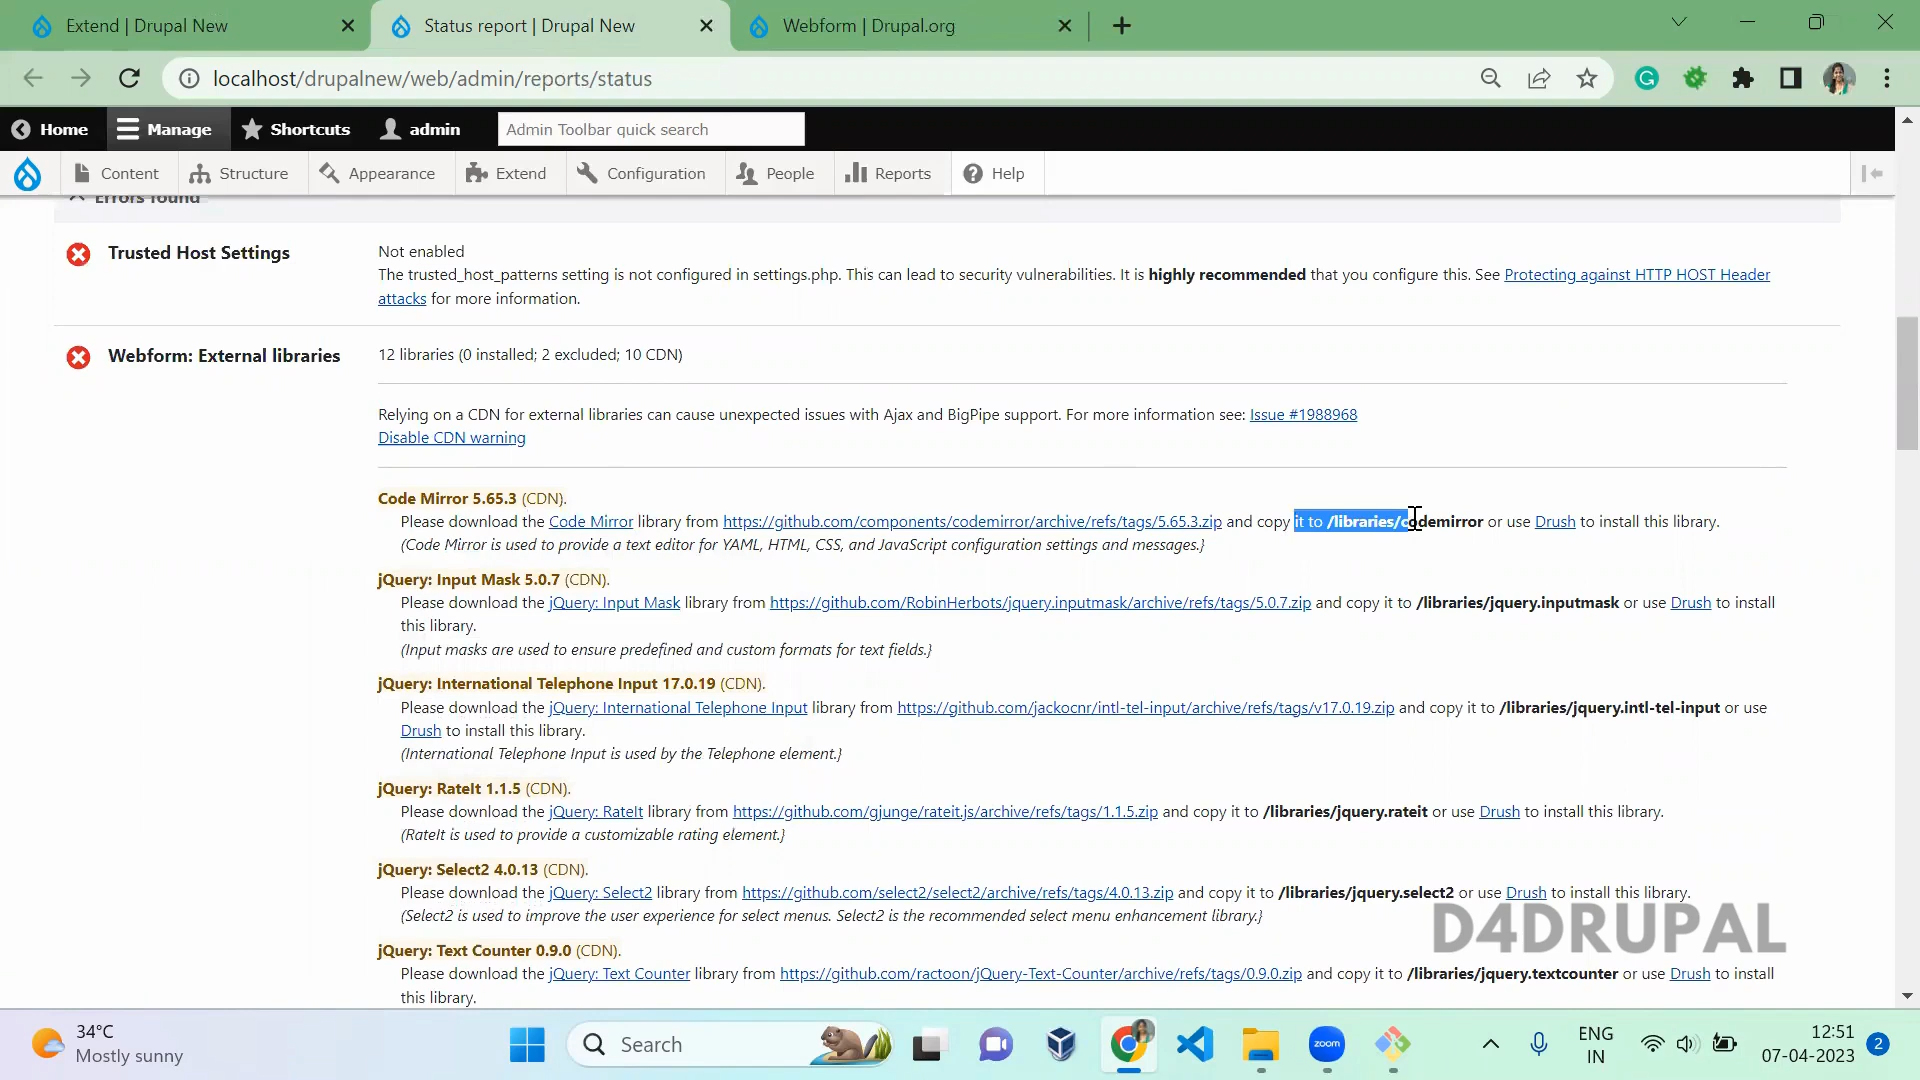 Extend | Drupal New
Status report | Drupal New
Webform | Drupal.org
localhost/drupalnew/web/admin/reports/status
Home
Manage
Shortcuts
admin
Admin Toolbar quick search
Content
Structure
Appearance
Extend
Configuration
People
Reports
Help
Errors found
Trusted Host Settings
Not enabled
The trusted_host_patterns setting is not configured in settings.php. This can lead to security vulnerabilities. It is highly recommended that you configure this. See Protecting against HTTP HOST Header
attacks for more information.
Webform: External libraries
12 libraries (0 installed; 2 excluded; 10 CDN)
Relying on a CDN for external libraries can cause unexpected issues with Ajax and BigPipe support. For more information see: Issue #1988968
Disable CDN warning
Code Mirror 5.65.3 (CDN).
Please download the Code Mirror library from https://github.com/components/codemirror/archive/refs/tags/5.65.3.zip and copy it to /libraries/codemirror or use Drush to install this library.
(Code Mirror is used to provide a text editor for YAML, HTML, CSS, and JavaScript configuration settings and messages.}
jQuery: Input Mask 5.0.7 (CDN).
Please download the jQuery: Input Mask library from https://github.com/RobinHerbots/jquery.inputmask/archive/refs/tags/5.0.7.zip and copy it to /libraries/jquery.inputmask or use Drush to install
this library.
(Input masks are used to ensure predefined and custom formats for text fields.}
jQuery: International Telephone Input 17.0.19 (CDN).
Please download the jQuery: International Telephone Input library from https://github.com/jackocnr/intl-tel-input/archive/refs/tags/v17.0.19.zip and copy it to /libraries/jquery.intl-tel-input or use
Drush to install this library.
(International Telephone Input is used by the Telephone element.}
jQuery: RateIt 1.1.5 (CDN).
Please download the jQuery: RateIt library from https://github.com/gjunge/rateit.js/archive/refs/tags/1.1.5.zip and copy it to /libraries/jquery.rateit or use Drush to install this library.
(RateIt is used to provide a customizable rating element.}
jQuery: Select2 4.0.13 (CDN).
Please download the jQuery: Select2 library from https://github.com/select2/select2/archive/refs/tags/4.0.13.zip and copy it to /libraries/jquery.select2 or use Drush to install this library.
(Select2 is used to improve the user experience for select menus. Select2 is the recommended select menu enhancement library.}
D4DRUPAL
jQuery: Text Counter 0.9.0 (CDN).
Please download the jQuery: Text Counter library from https://github.com/ractoon/jQuery-Text-Counter/archive/refs/tags/0.9.0.zip and copy it to /libraries/jquery.textcounter or use Drush to install
this library.
34°C
Mostly sunny
Search
zoom
ENG
IN
12:51
07-04-2023
2